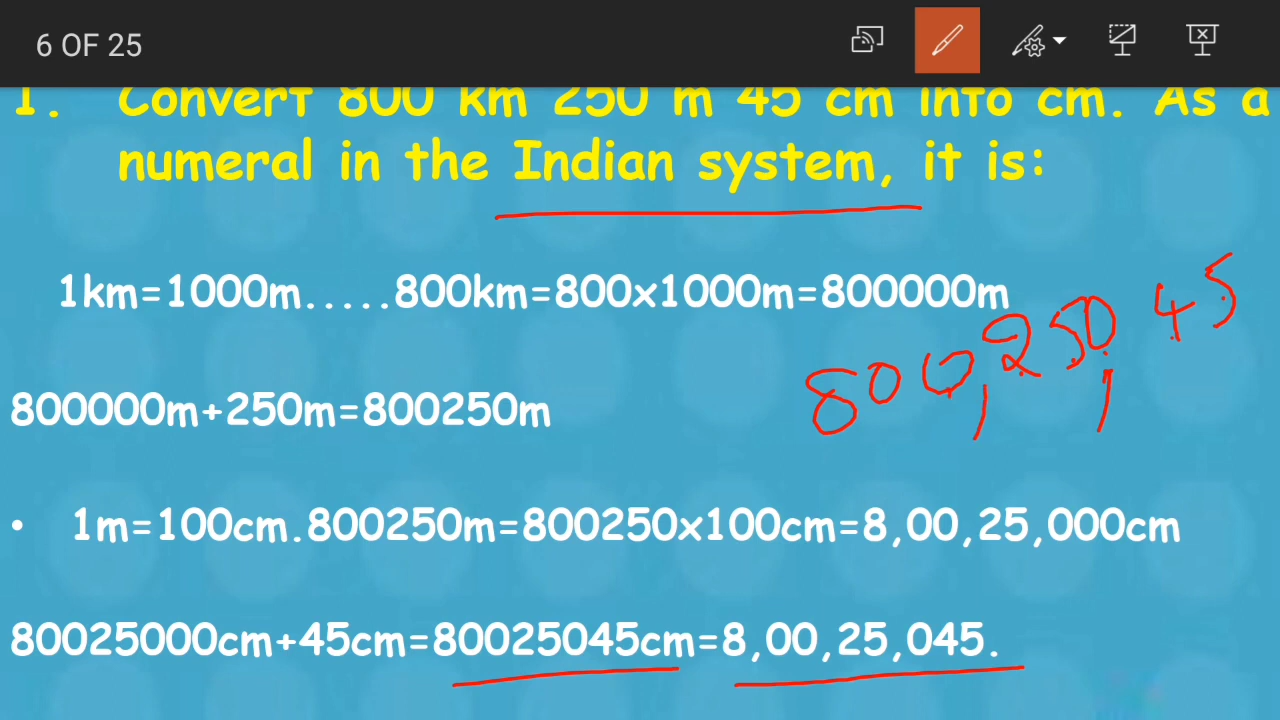 6 OF 25
1. Convert 800 km 250 m 45 cm into cm. As a
numeral in the Indian system, it is:
1km=1000m.....800km=800x1000m=800000m
800,250,45
800000m+250m=800250m
• 1m=100cm.800250m=800250x100cm=8,00,25,000cm
80025000cm+45cm=80025045cm=8,00,25,045.